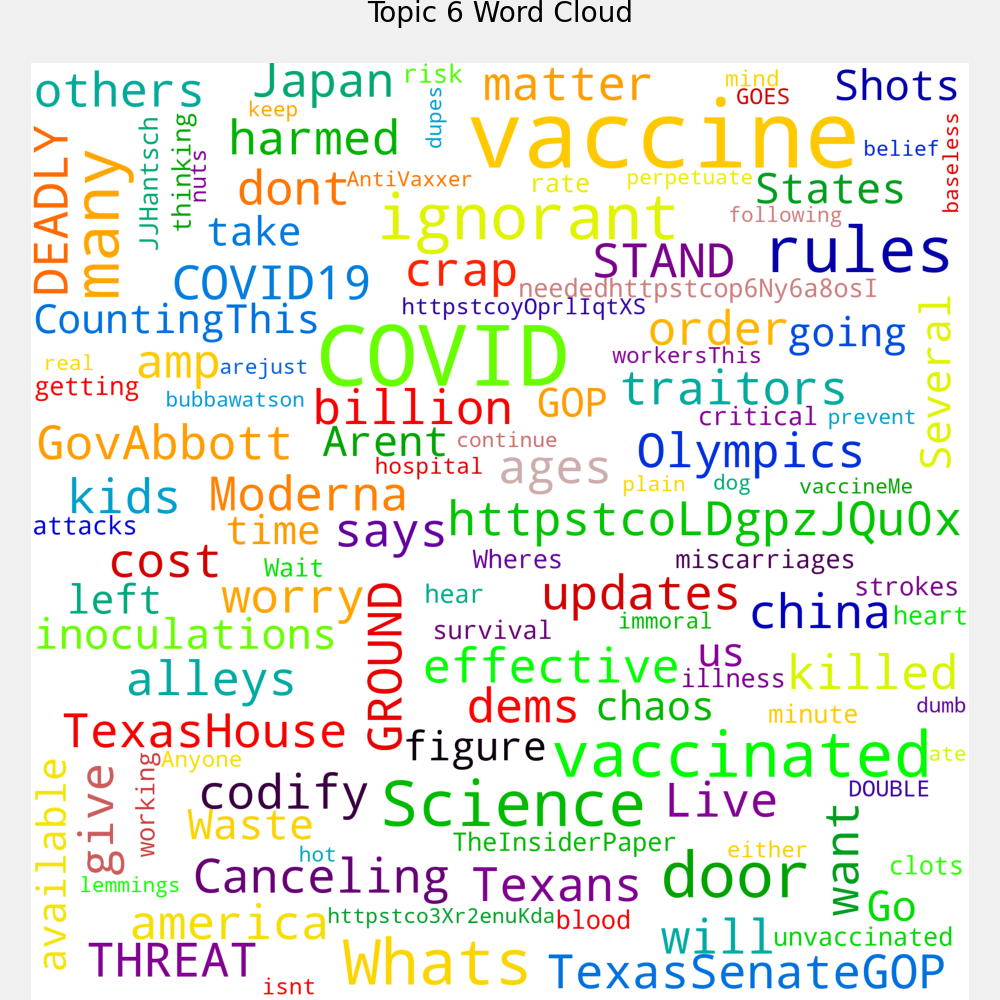 Topic 6 Word Cloud
others
Japan
risk
matter
mind
GOES
Shots
keep
dupes
harmed
vaccine
belief
baseless
DEADLY
many
JJHantsch
thinking
nuts
dont
AntiVaxxer
rate
perpetuate
States
ignorant
following
take
STAND
rules
COVID19
crap
neededhttpstcop6Ny6a8osI
CountingThis
httpstcoyOprlIqtXS
COVID
order
going
Several
real
amp
arejust
workersThis
getting
traitors
bubbawatson
billion
GOP
critical
prevent
GovAbbott
Arent
continue
Olympics
hospital
ages
kids
Moderna
plain
dog
vaccineMe
attacks
time
says
httpstcoLDgpzJQu0x
cost
Wait
Wheres
miscarriages
left
worry
GROUND
hear
updates
strokes
china
heart
inoculations
survival
immoral
alleys
effective
us
illness
killed
TexasHouse
dems
chaos
minute
dumb
figure
vaccinated
ate
available
give
working
Anyone
codify
Science
Live
DOUBLE
want
Waste
TheInsiderPaper
hot
either
lemmings
Canceling
Texans
door
clots
Go
america
httpstco3Xr2enuKda
blood
will
unvaccinated
THREAT
Whats
TexasSenateGOP
isnt